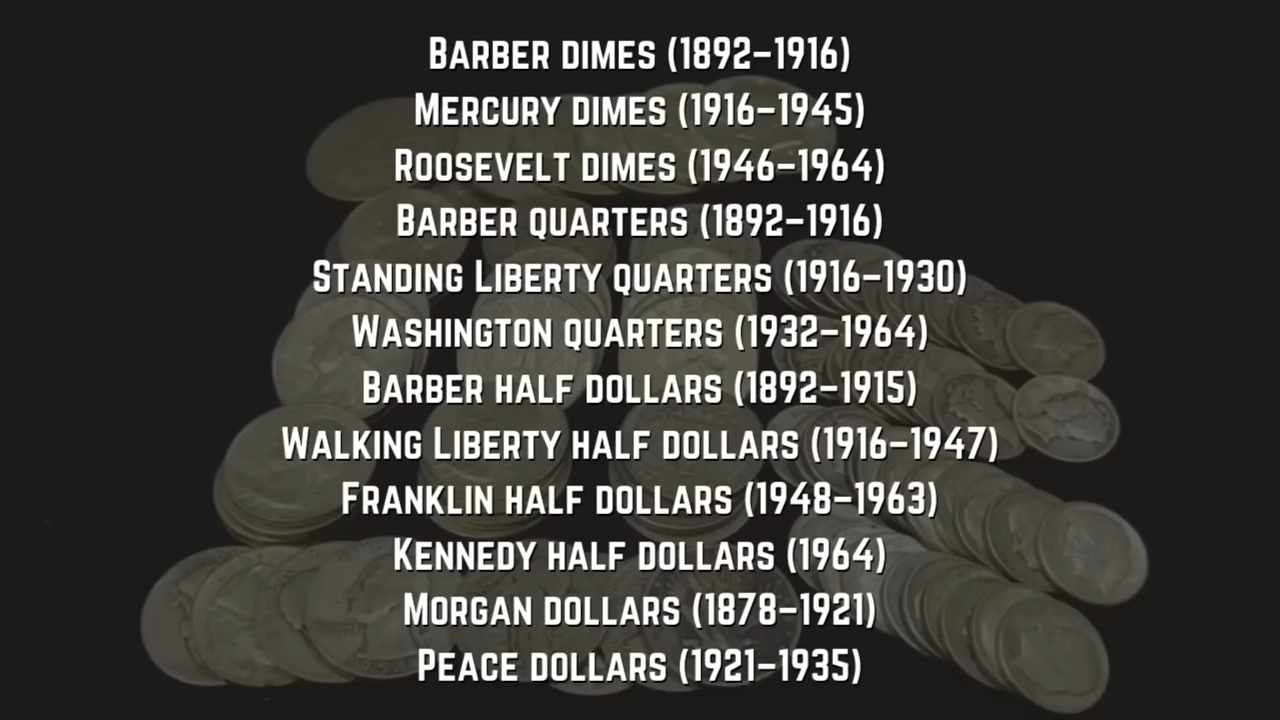 Barber dimes (1892–1916)
Mercury dimes (1916–1945)
Roosevelt dimes (1946–1964)
Barber quarters (1892–1916)
Standing Liberty quarters (1916–1930)
Washington quarters (1932–1964)
Barber half dollars (1892–1915)
Walking Liberty half dollars (1916–1947)
Franklin half dollars (1948–1963)
Kennedy half dollars (1964)
Morgan dollars (1878–1921)
Peace dollars (1921–1935)